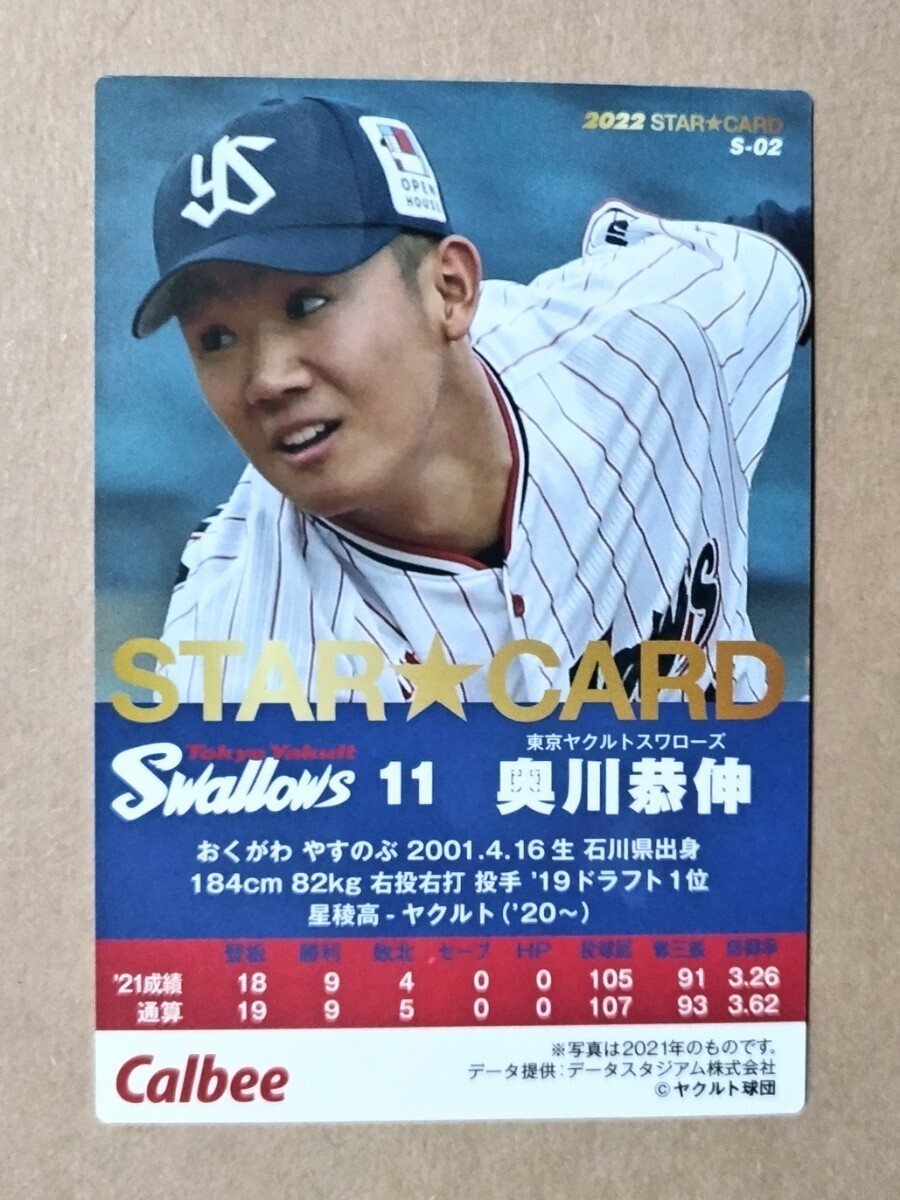 2022 STAR★CARD
S-02
YS
OPEN
HOUSE
STAR★CARD
Tokyo Yakult
Swallows
11
東京ヤクルトスワローズ
奥川恭伸
おくがわ やすのぶ 2001.4.16生 石川県出身
184cm 82kg 右投右打 投手 '19ドラフト1位
星稜高-ヤクルト('20～)
登板 勝利 敗北 セーブ HP 投球回 奪三振 防御率
'21成績 18 9 4 0 0 105 91 3.26
通算 19 9 5 0 0 107 93 3.62
Calbee
※写真は2021年のものです。
データ提供:データスタジアム株式会社
©ヤクルト球団